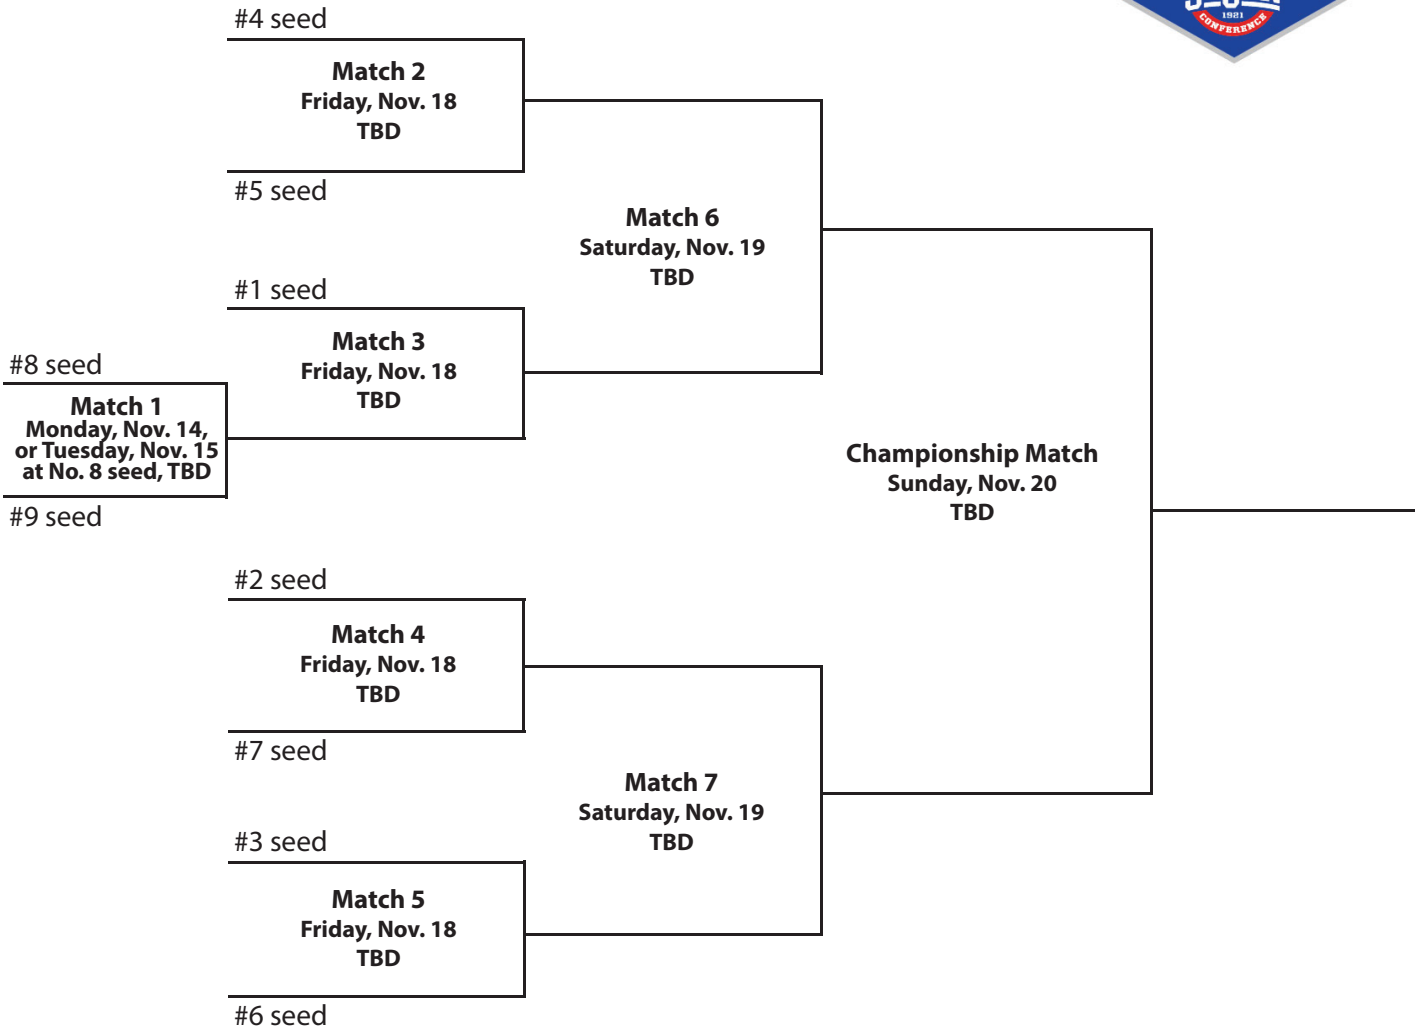 #4 seed
Match 2
Friday, Nov. 18
TBD
#5 seed
Match 6
Saturday, Nov. 19
TBD
#1 seed
Match 3
Friday, Nov. 18
TBD
#8 seed
Match 1
Monday, Nov. 14,
or Tuesday, Nov. 15
at No. 8 seed, TBD
#9 seed
Championship Match
Sunday, Nov. 20
TBD
#2 seed
Match 4
Friday, Nov. 18
TBD
#7 seed
Match 7
Saturday, Nov. 19
TBD
#3 seed
Match 5
Friday, Nov. 18
TBD
#6 seed
1921
CONFERENCE